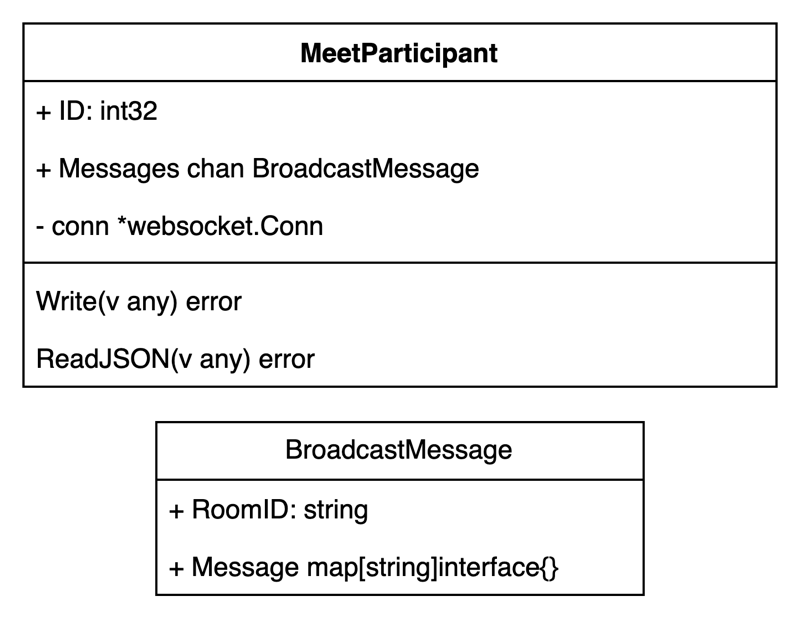 MeetParticipant
+ ID: int32
+ Messages chan BroadcastMessage
- conn *websocket.Conn
Write(v any) error
ReadJSON(v any) error
BroadcastMessage
+ RoomID: string
+ Message map[string]interface{}